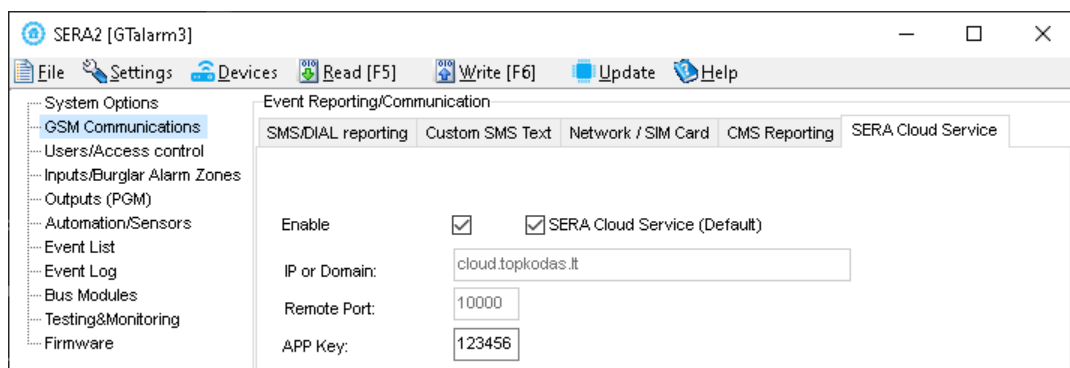 SERA2 [GTalarm3]
File Settings Devices Read [F5] Write [F6] Update Help
System Options
GSM Communications
Users/Access control
Inputs/Burglar Alarm Zones
Outputs (PGM)
Automation/Sensors
Event List
Event Log
Bus Modules
Testing&Monitoring
Firmware
Event Reporting/Communication
SMS/DIAL reporting Custom SMS Text Network / SIM Card CMS Reporting SERA Cloud Service
Enable SERA Cloud Service (Default)
IP or Domain: cloud.topkodas.lt
Remote Port: 10000
APP Key: 123456